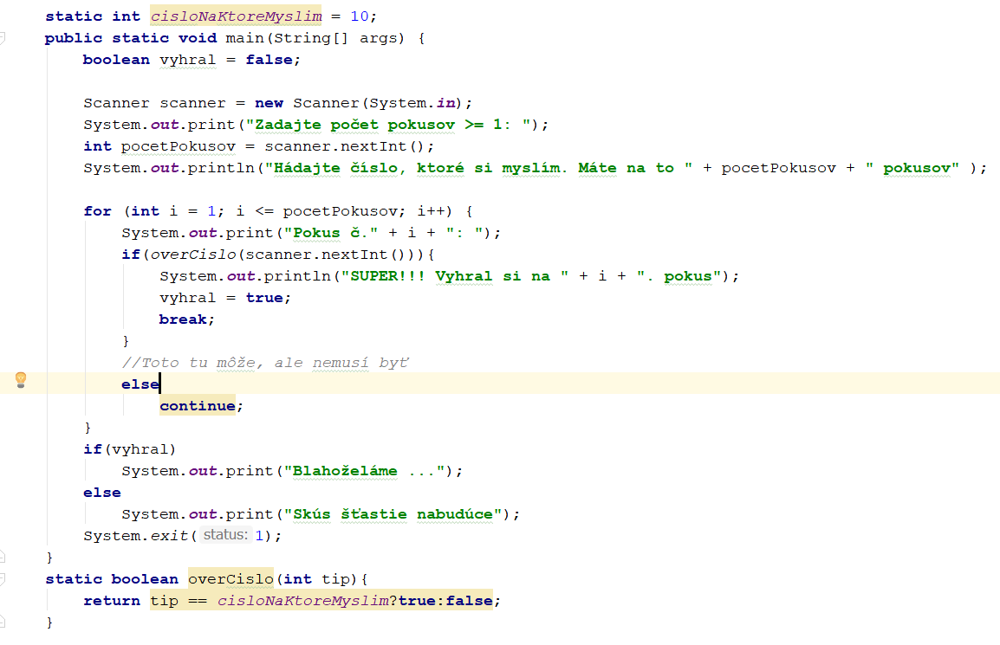 static int cisloNaKtoreMyslim = 10;
public static void main(String[] args) {
    boolean vyhral = false;

    Scanner scanner = new Scanner(System.in);
    System.out.print("Zadajte počet pokusov >= 1: ");
    int pocetPokusov = scanner.nextInt();
    System.out.println("Hádajte číslo, ktoré si myslím. Máte na to " + pocetPokusov + " pokusov" );

    for (int i = 1; i <= pocetPokusov; i++) {
        System.out.print("Pokus č." + i + ": ");
        if(overCislo(scanner.nextInt())){
            System.out.println("SUPER!!! Vyhral si na " + i + ". pokus");
            vyhral = true;
            break;
        }
        //Toto tu môže, ale nemusí byť
        else
            continue;
    }
    if(vyhral)
        System.out.print("Blahoželáme ...");
    else
        System.out.print("Skús šťastie nabudúce");
    System.exit( status: 1);
}
static boolean overCislo(int tip){
    return tip == cisloNaKtoreMyslim?true:false;
}